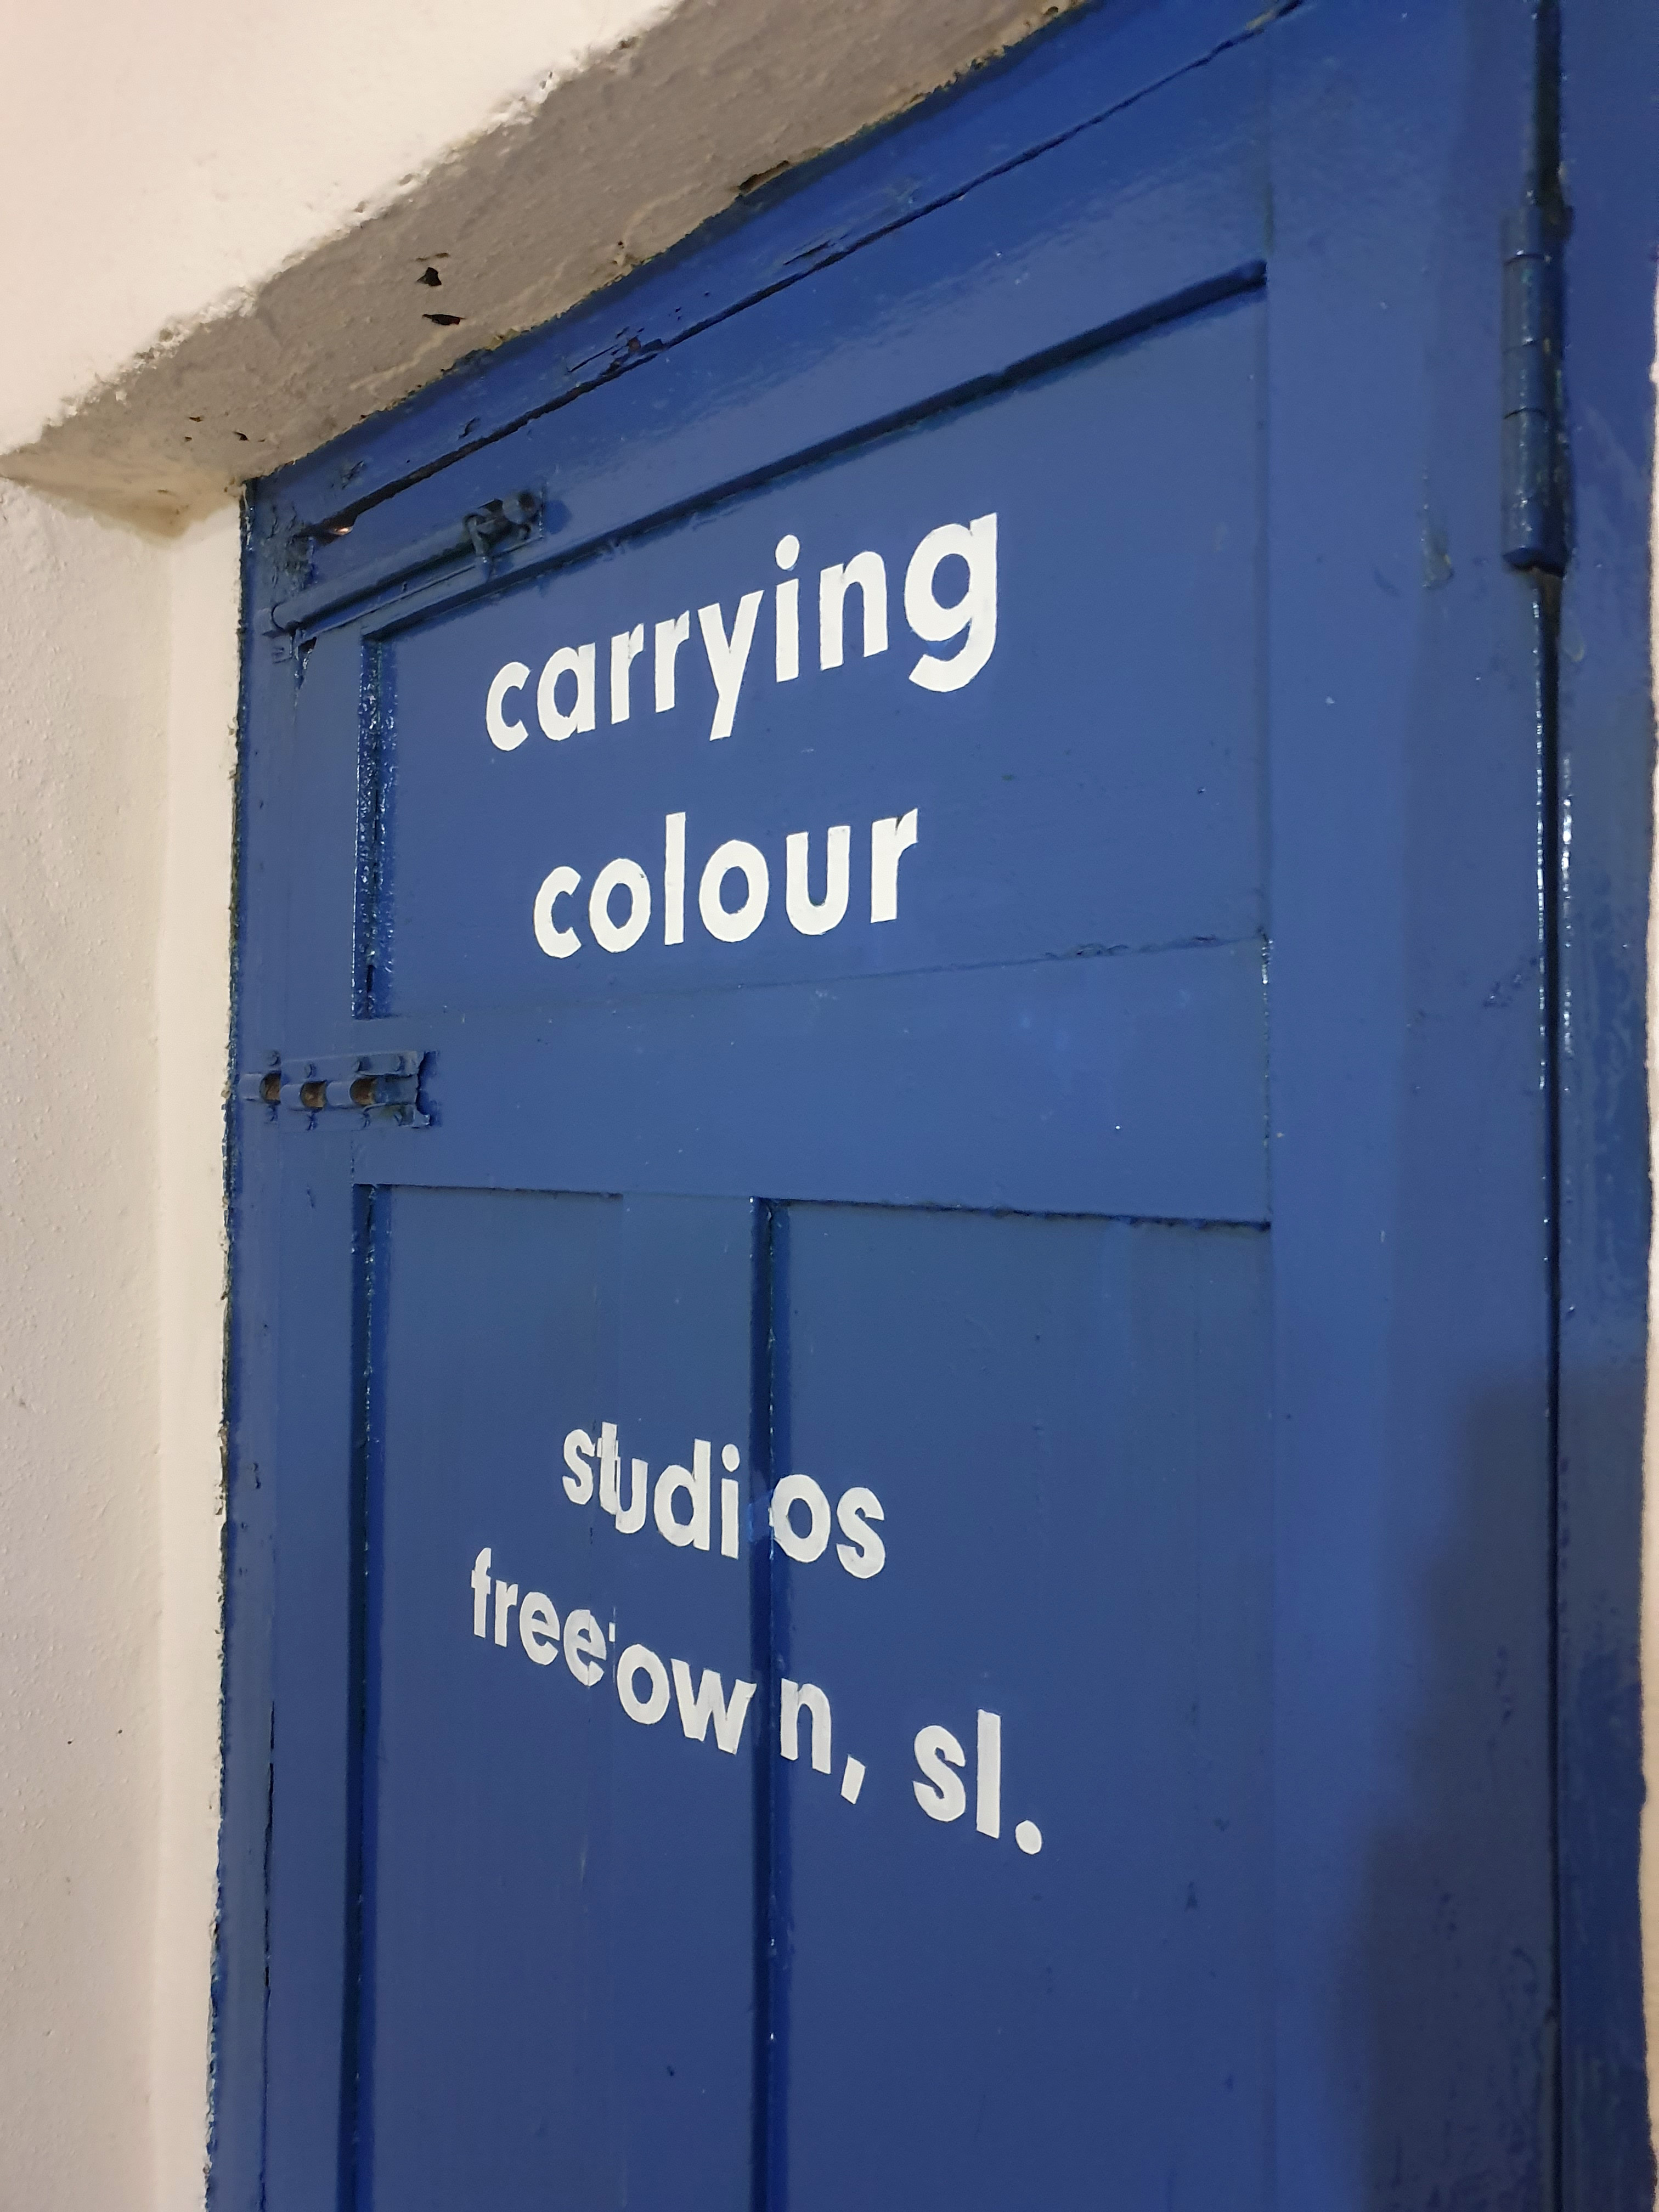 carrying
colour
studios
freetown, sl.